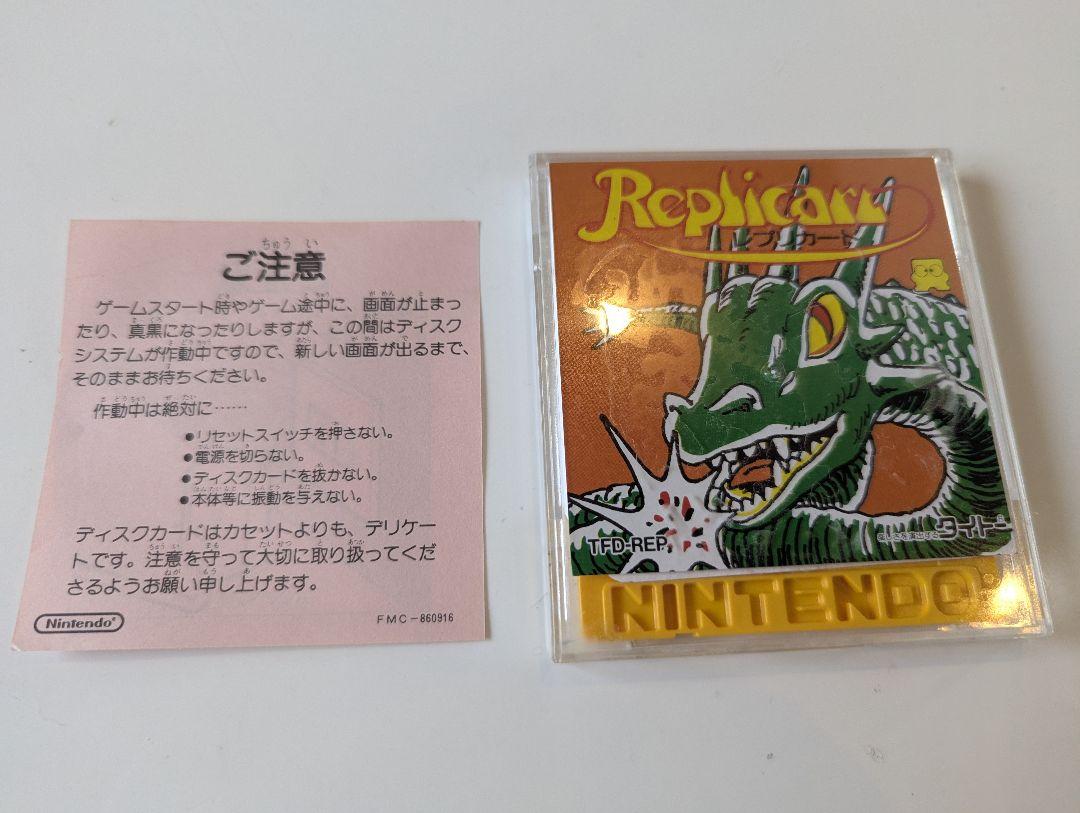 ご注意
ゲームスタート時やゲーム途中に、画面が止まっ
たり、真黒になったりしますが、この間はディスク
システムが作動中ですので、新しい画面が出るまで、
そのままお待ちください。
作動中は絶対に……
●リセットスイッチを押さない。
●電源を切らない。
●ディスクカードを抜かない。
●本体等に振動を与えない。
ディスクカードはカセットよりも、デリケー
トです。注意を守って大切に取り扱ってくだ
さるようお願い申し上げます。
Nintendo®
FMC-860916
Replicart
レプリカート
TFD-REP
タイトー
NINTENDO